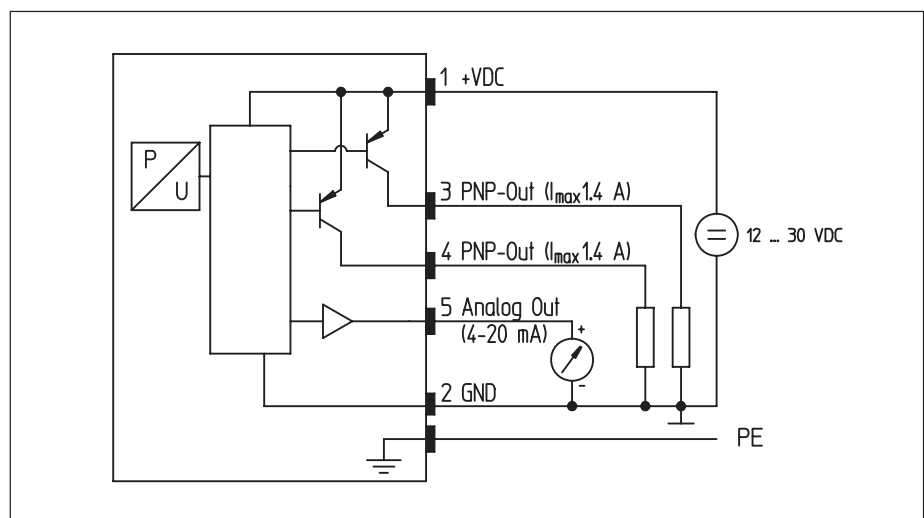 1 +VDC
P
U
3 PNP-Out (Imax1.4 A)
12 ... 30 VDC
4 PNP-Out (Imax1.4 A)
5 Analog Out
(4-20 mA)
+
-
2 GND
PE